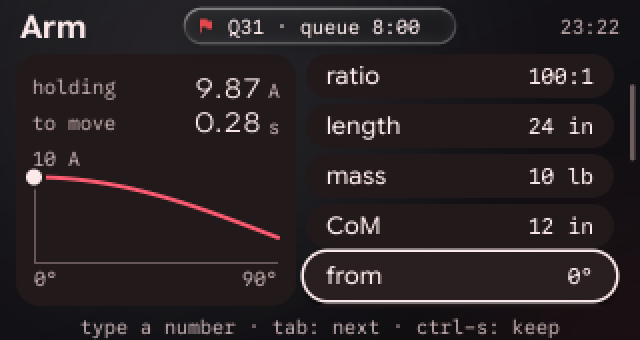 Arm
Q31 · queue 8:00
23:22
holding 9.87 A
to move 0.28 s
10 A
0° 90°
ratio 100:1
length 24 in
mass 10 lb
CoM 12 in
from 0°
type a number · tab: next · ctrl-s: keep